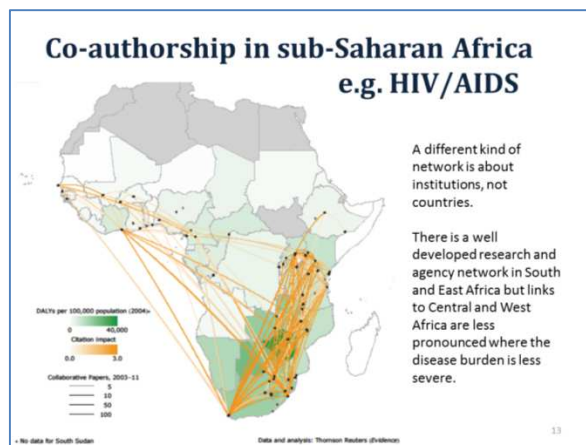 Co-authorship in sub-Saharan Africa
e.g. HIV/AIDS
A different kind of
network is about
institutions, not
countries.
There is a well
developed research and
agency network in South
and East Africa but links
to Central and West
Africa are less
pronounced where the
disease burden is less
severe.
DALYs per 100,000 population (2004)*
0 40,000
Citation impact
0.0 3.0
Collaborative Papers, 2003-11
5
10
50
100
* No data for South Sudan
Data and analysis: Thomson Reuters (Evidence)
13